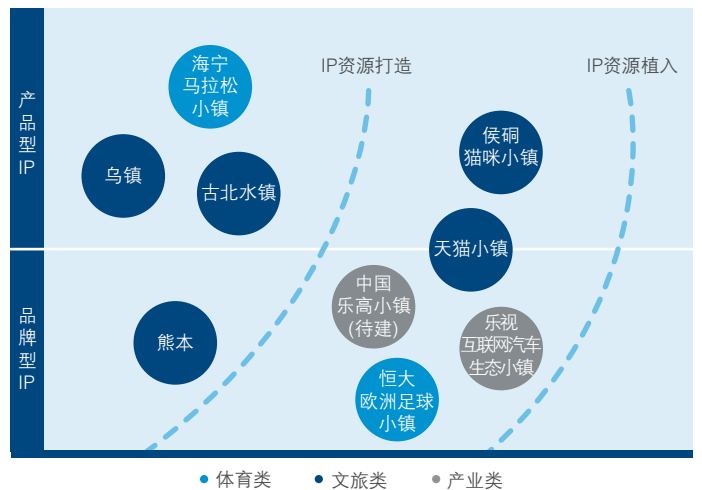 产品型IP
IP资源打造
IP资源植入
海宁
马拉松
小镇
乌镇
古北水镇
侯硐
猫咪小镇
天猫小镇
品牌型IP
熊本
中国
乐高小镇
(待建)
乐视
互联网汽车
生态小镇
恒大
欧洲足球
小镇
体育类
文旅类
产业类